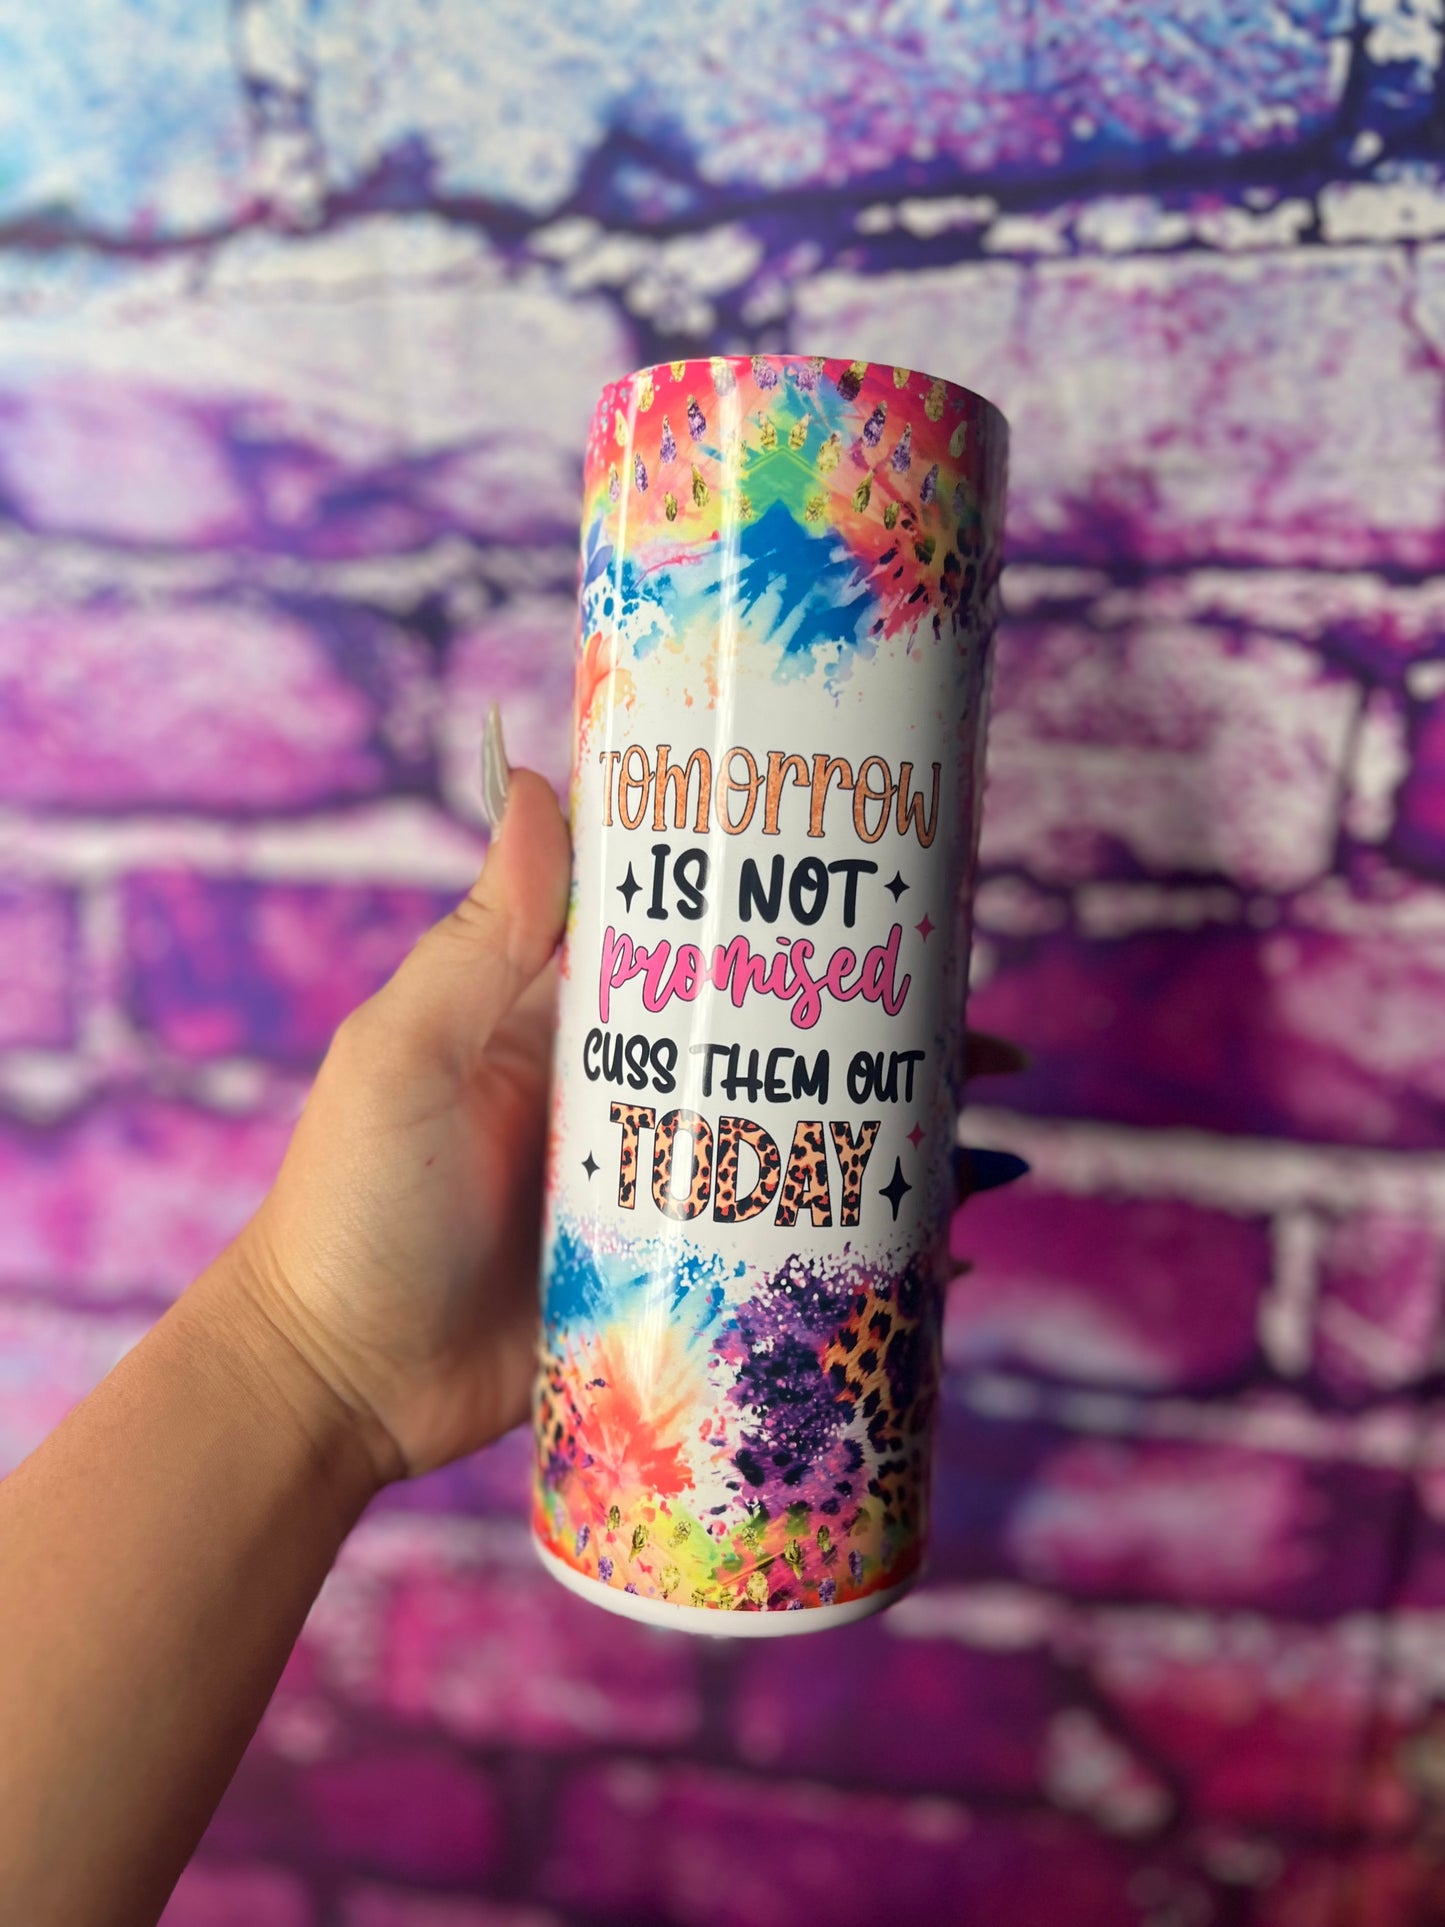 TOMORROW
IS NOT
promised
CUSS THEM OUT
TODAY